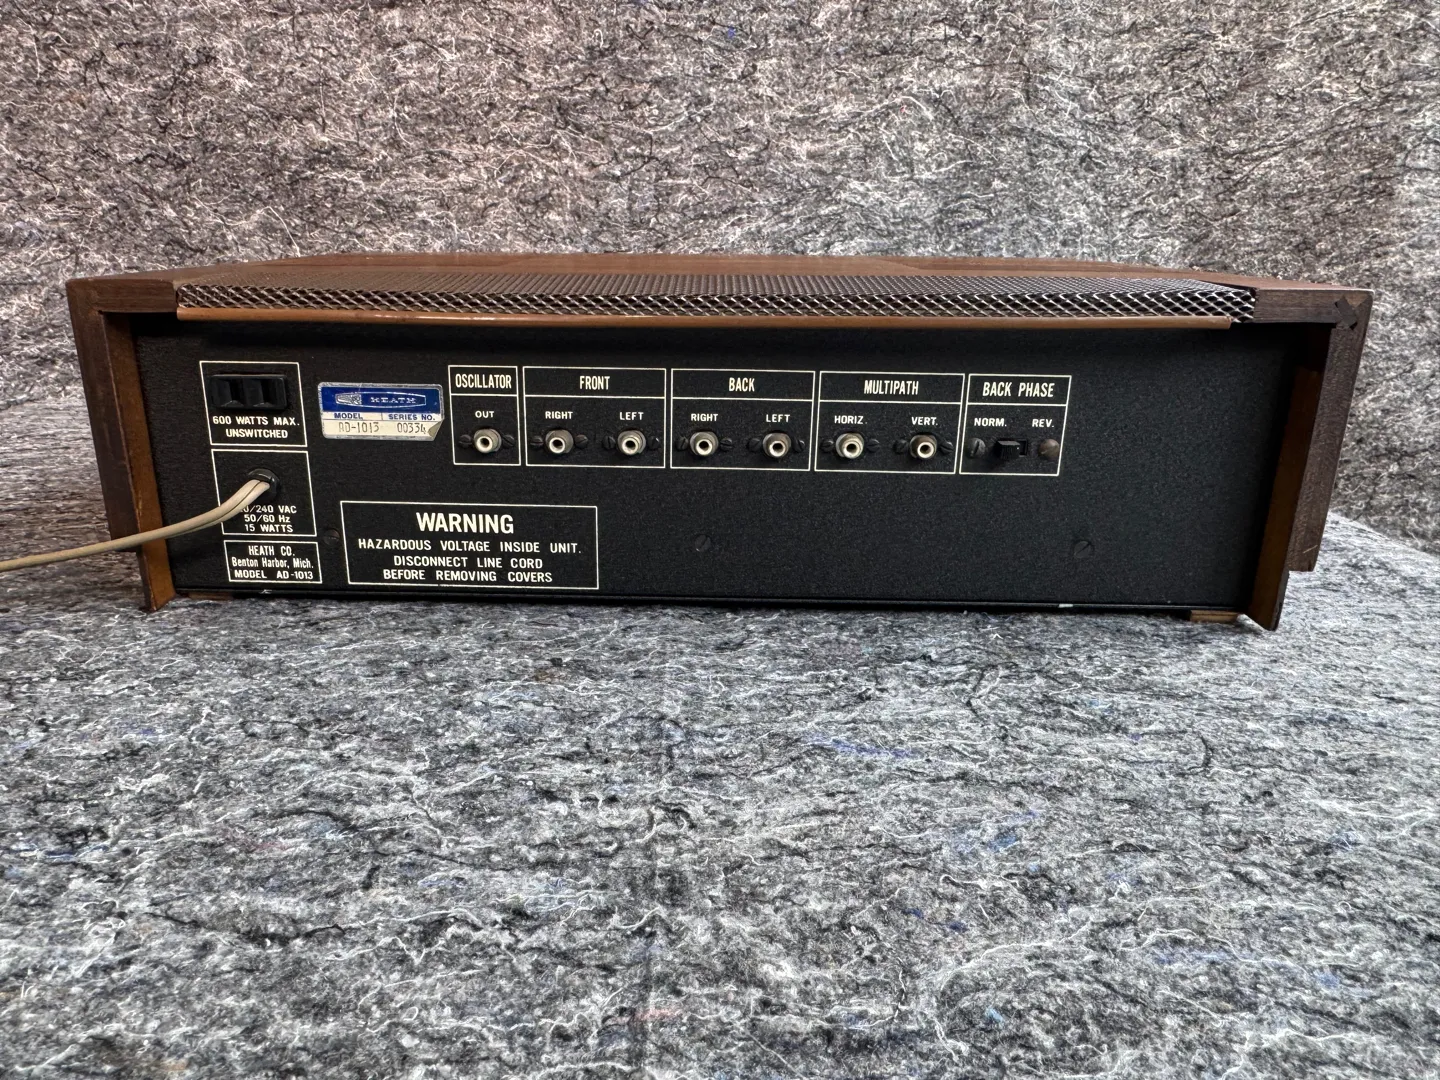 600 WATTS MAX.
UNSWITCHED
HEATH
MODEL SERIES NO.
AD-1013 00334
OSCILLATOR
OUT
FRONT
RIGHT LEFT
BACK
RIGHT LEFT
MULTIPATH
HORIZ. VERT.
BACK PHASE
NORM. REV.
/240 VAC
50/60 Hz
15 WATTS
HEATH CO.
Benton Harbor, Mich.
MODEL AD-1013
WARNING
HAZARDOUS VOLTAGE INSIDE UNIT.
DISCONNECT LINE CORD
BEFORE REMOVING COVERS